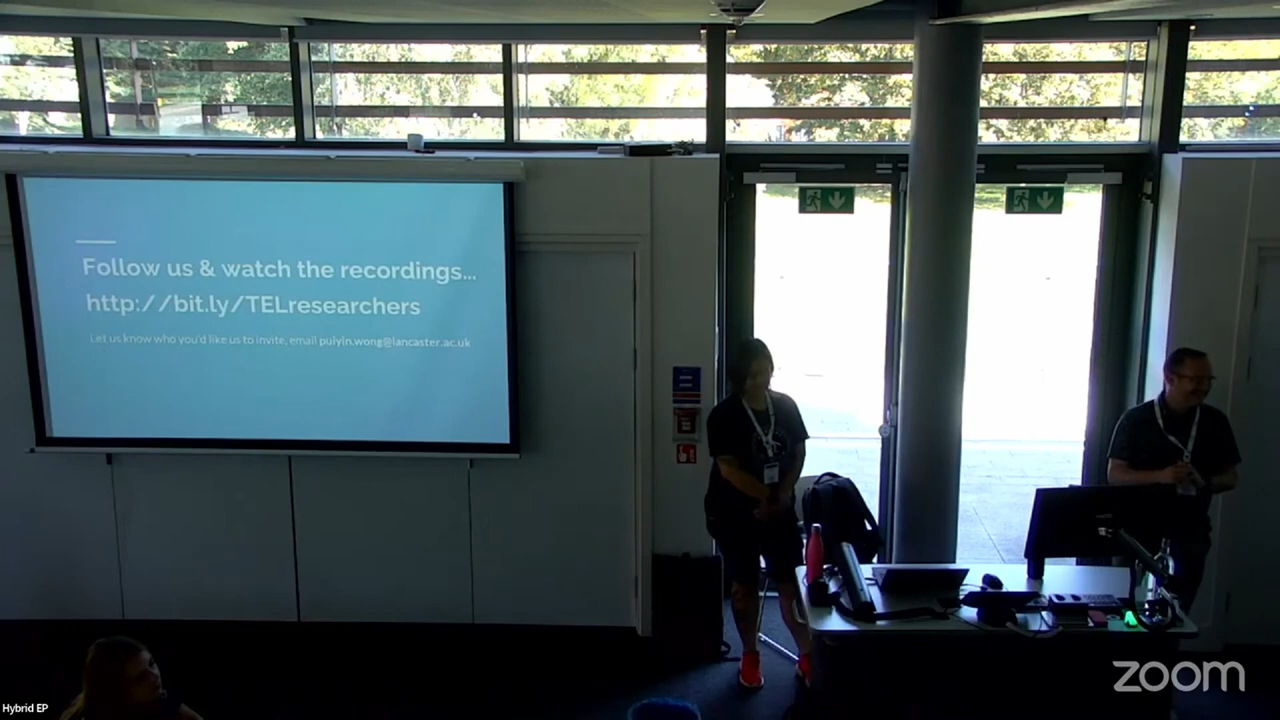 Follow us & watch the recordings...
http://bit.ly/TELresearchers
Let us know who you'd like us to invite, email puiyin.wong@lancaster.ac.uk
zoom
Hybrid EP